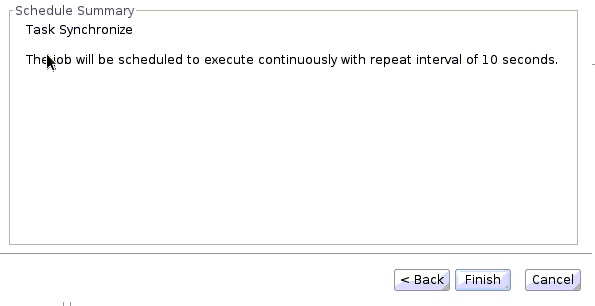 Schedule Summary
Task Synchronize
The job will be scheduled to execute continuously with repeat interval of 10 seconds.
< Back Finish Cancel